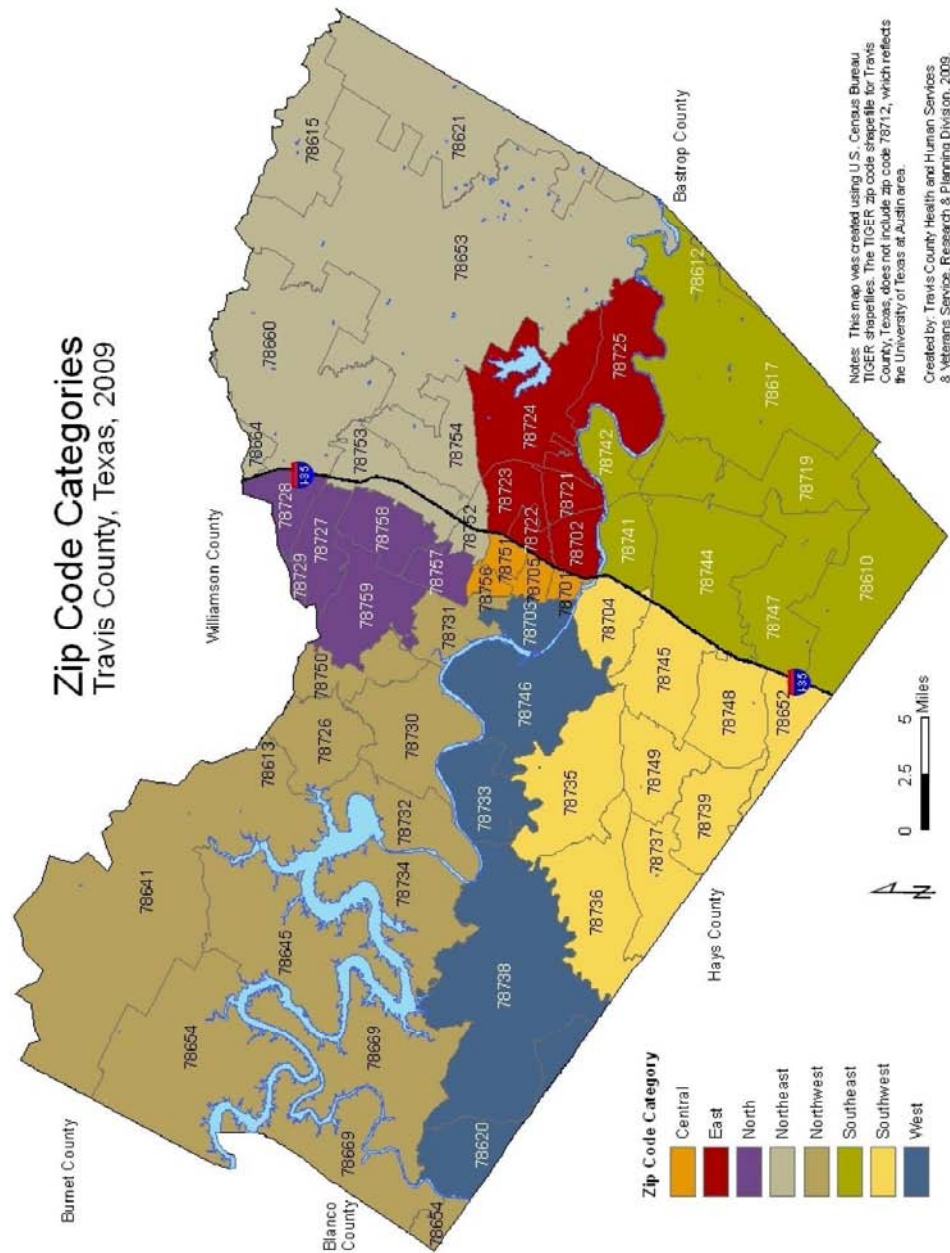 Zip Code Categories
Travis County, Texas, 2009
Burnet County
Williamson County
Blanco
County
Hays County
Bastrop County
78641
78654
78645
78669
78669
78654
78620
78738
78734
78732
78613
78726
78750
78730
78731
78733
78746
78703
78736
78735
78737
78749
78739
78745
78748
78652
78704
78729
78728
78727
78759
78758
78757
78756
78751
78705
78701
78752
78753
78754
78664
78660
78653
78615
78621
78723
78724
78722
78721
78702
78725
78742
78741
78744
78747
78719
78617
78612
78610
I-35
I-35
Zip Code Category
Central
East
North
Northeast
Northwest
Southeast
Southwest
West
N
0 2.5 5
Miles
Notes: This map was created using U.S. Census Bureau
TIGER shapefiles. The TIGER zip code shapefile for Travis
County, Texas, does not include zip code 78712, which reflects
the University of Texas at Austin area.
Created by: Travis County Health and Human Services
& Veterans Service, Research & Planning Division, 2009.